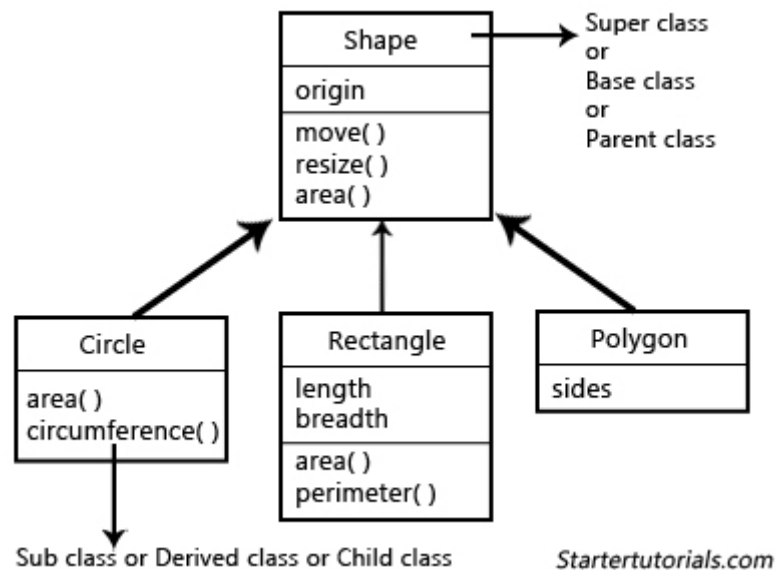 Shape
origin
move( )
resize( )
area( )
Super class
or
Base class
or
Parent class
Circle
area( )
circumference( )
Rectangle
length
breadth
area( )
perimeter( )
Polygon
sides
Sub class or Derived class or Child class
Startertutorials.com